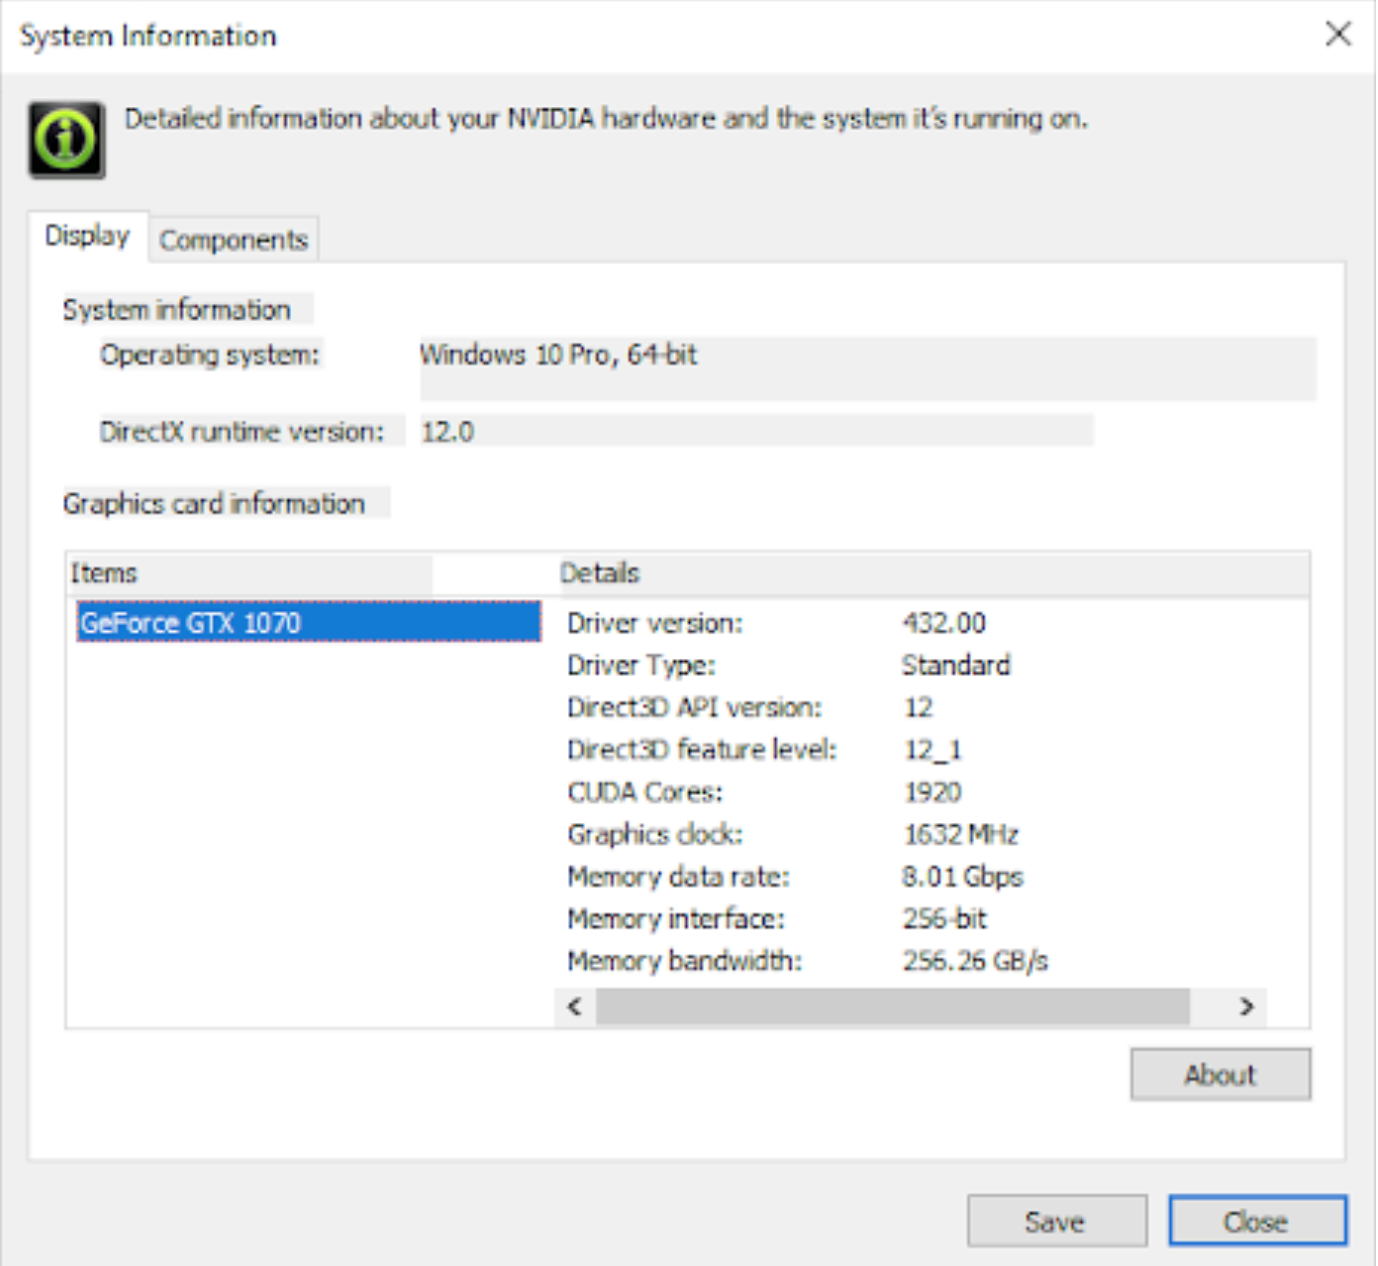 System Information
Detailed information about your NVIDIA hardware and the system it's running on.
Display Components
System information
Operating system: Windows 10 Pro, 64-bit
DirectX runtime version: 12.0
Graphics card information
Items Details
GeForce GTX 1070 Driver version: 432.00
Driver Type: Standard
Direct3D API version: 12
Direct3D feature level: 12_1
CUDA Cores: 1920
Graphics clock: 1632 MHz
Memory data rate: 8.01 Gbps
Memory interface: 256-bit
Memory bandwidth: 256.26 GB/s
About
Save Close